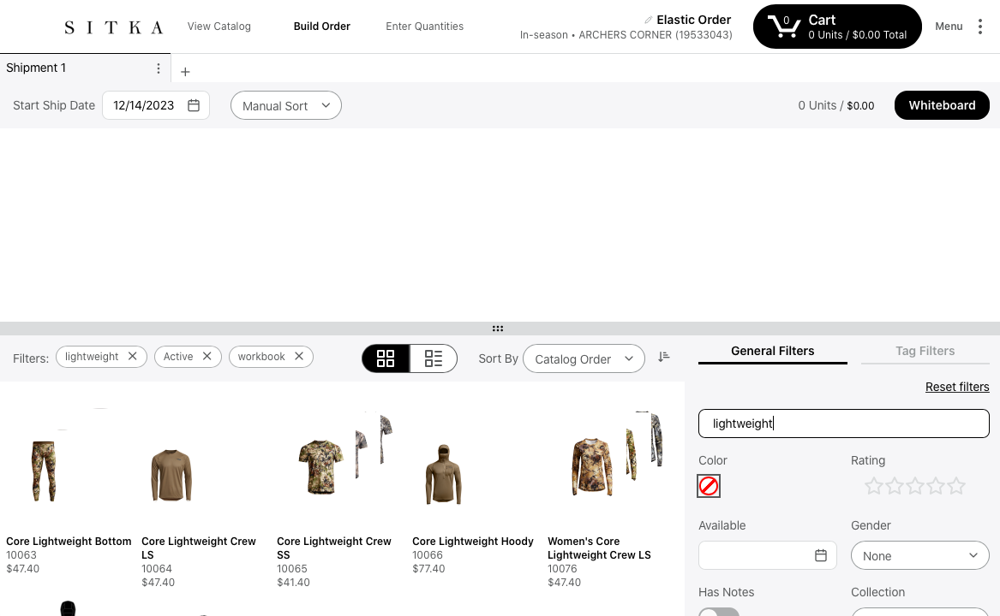 SITKA
View Catalog
Build Order
Enter Quantities
Elastic Order
In-season • ARCHERS CORNER (19533043)
0
Cart
0 Units / $0.00 Total
Menu
Shipment 1
+
Start Ship Date
12/14/2023
Manual Sort
0 Units / $0.00
Whiteboard
Filters:
lightweight
Active
workbook
Sort By
Catalog Order
General Filters
Tag Filters
Reset filters
lightweight
Color
Rating
Available
Gender
None
Has Notes
Collection
Core Lightweight Bottom
10063
$47.40
Core Lightweight Crew
LS
10064
$47.40
Core Lightweight Crew
SS
10065
$41.40
Core Lightweight Hoody
10066
$77.40
Women's Core
Lightweight Crew LS
10076
$47.40